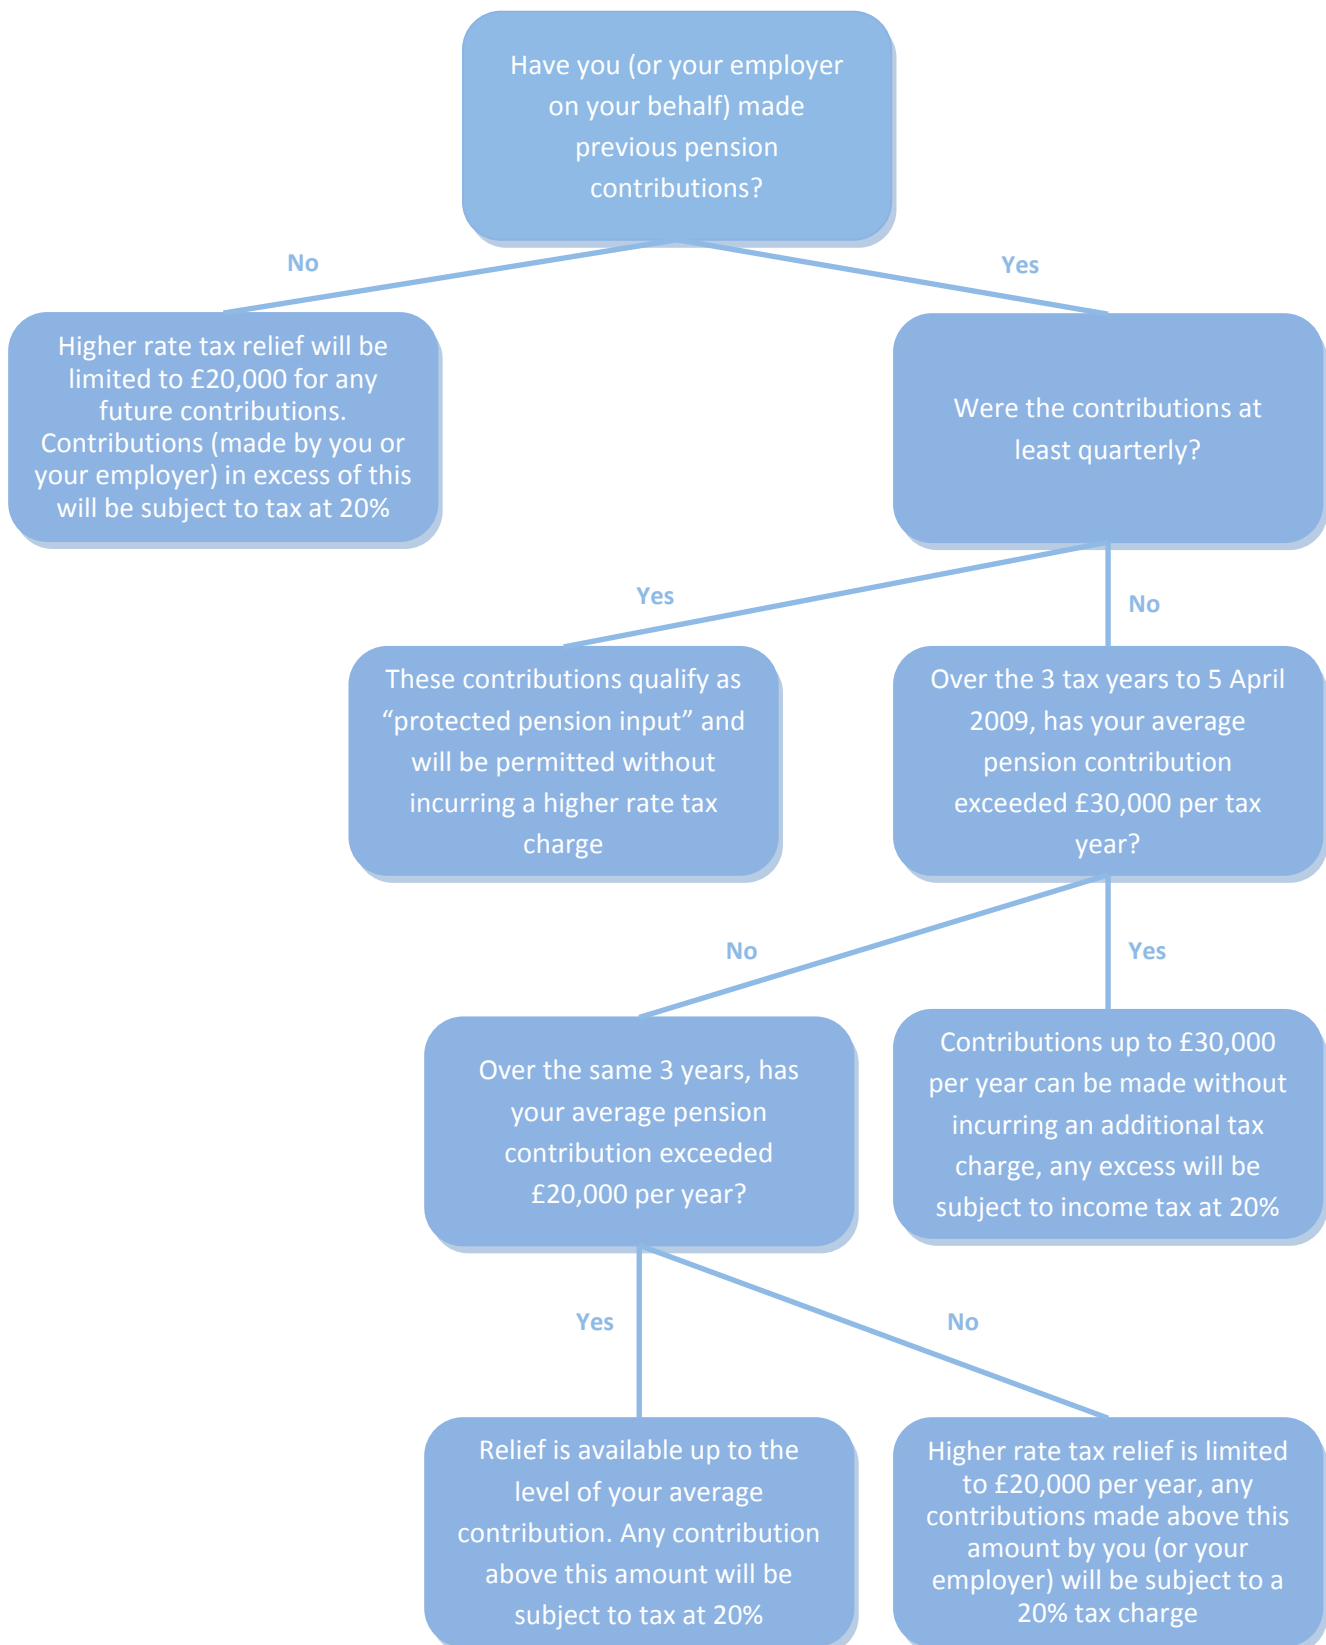 Have you (or your employer
on your behalf) made
previous pension
contributions?
No
Yes
Higher rate tax relief will be
limited to £20,000 for any
future contributions.
Contributions (made by you or
your employer) in excess of this
will be subject to tax at 20%
Were the contributions at
least quarterly?
Yes
No
These contributions qualify as
“protected pension input” and
will be permitted without
incurring a higher rate tax
charge
Over the 3 tax years to 5 April
2009, has your average
pension contribution
exceeded £30,000 per tax
year?
No
Yes
Over the same 3 years, has
your average pension
contribution exceeded
£20,000 per year?
Contributions up to £30,000
per year can be made without
incurring an additional tax
charge, any excess will be
subject to income tax at 20%
Yes
No
Relief is available up to the
level of your average
contribution. Any contribution
above this amount will be
subject to tax at 20%
Higher rate tax relief is limited
to £20,000 per year, any
contributions made above this
amount by you (or your
employer) will be subject to a
20% tax charge